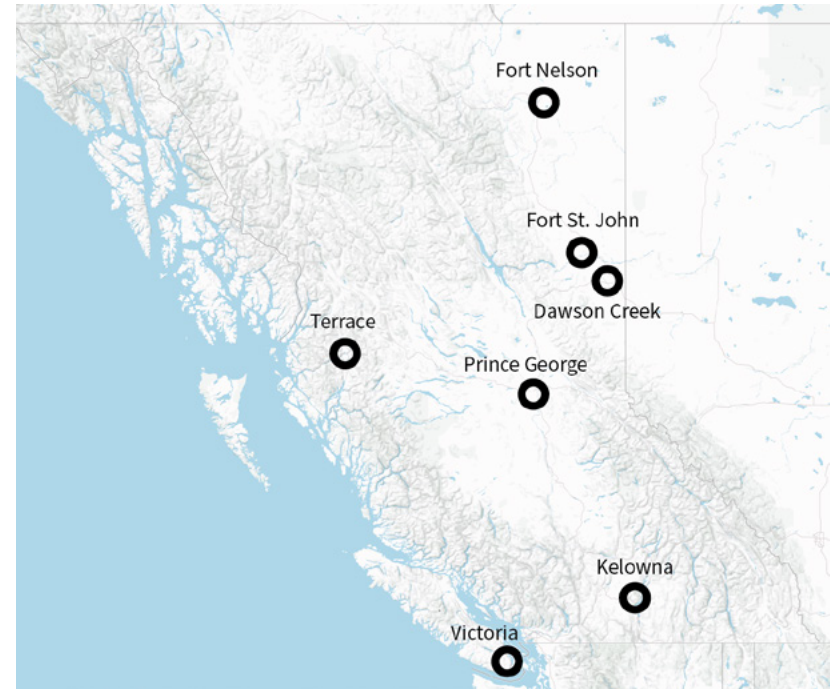 Fort Nelson
Fort St. John
Dawson Creek
Terrace
Prince George
Kelowna
Victoria